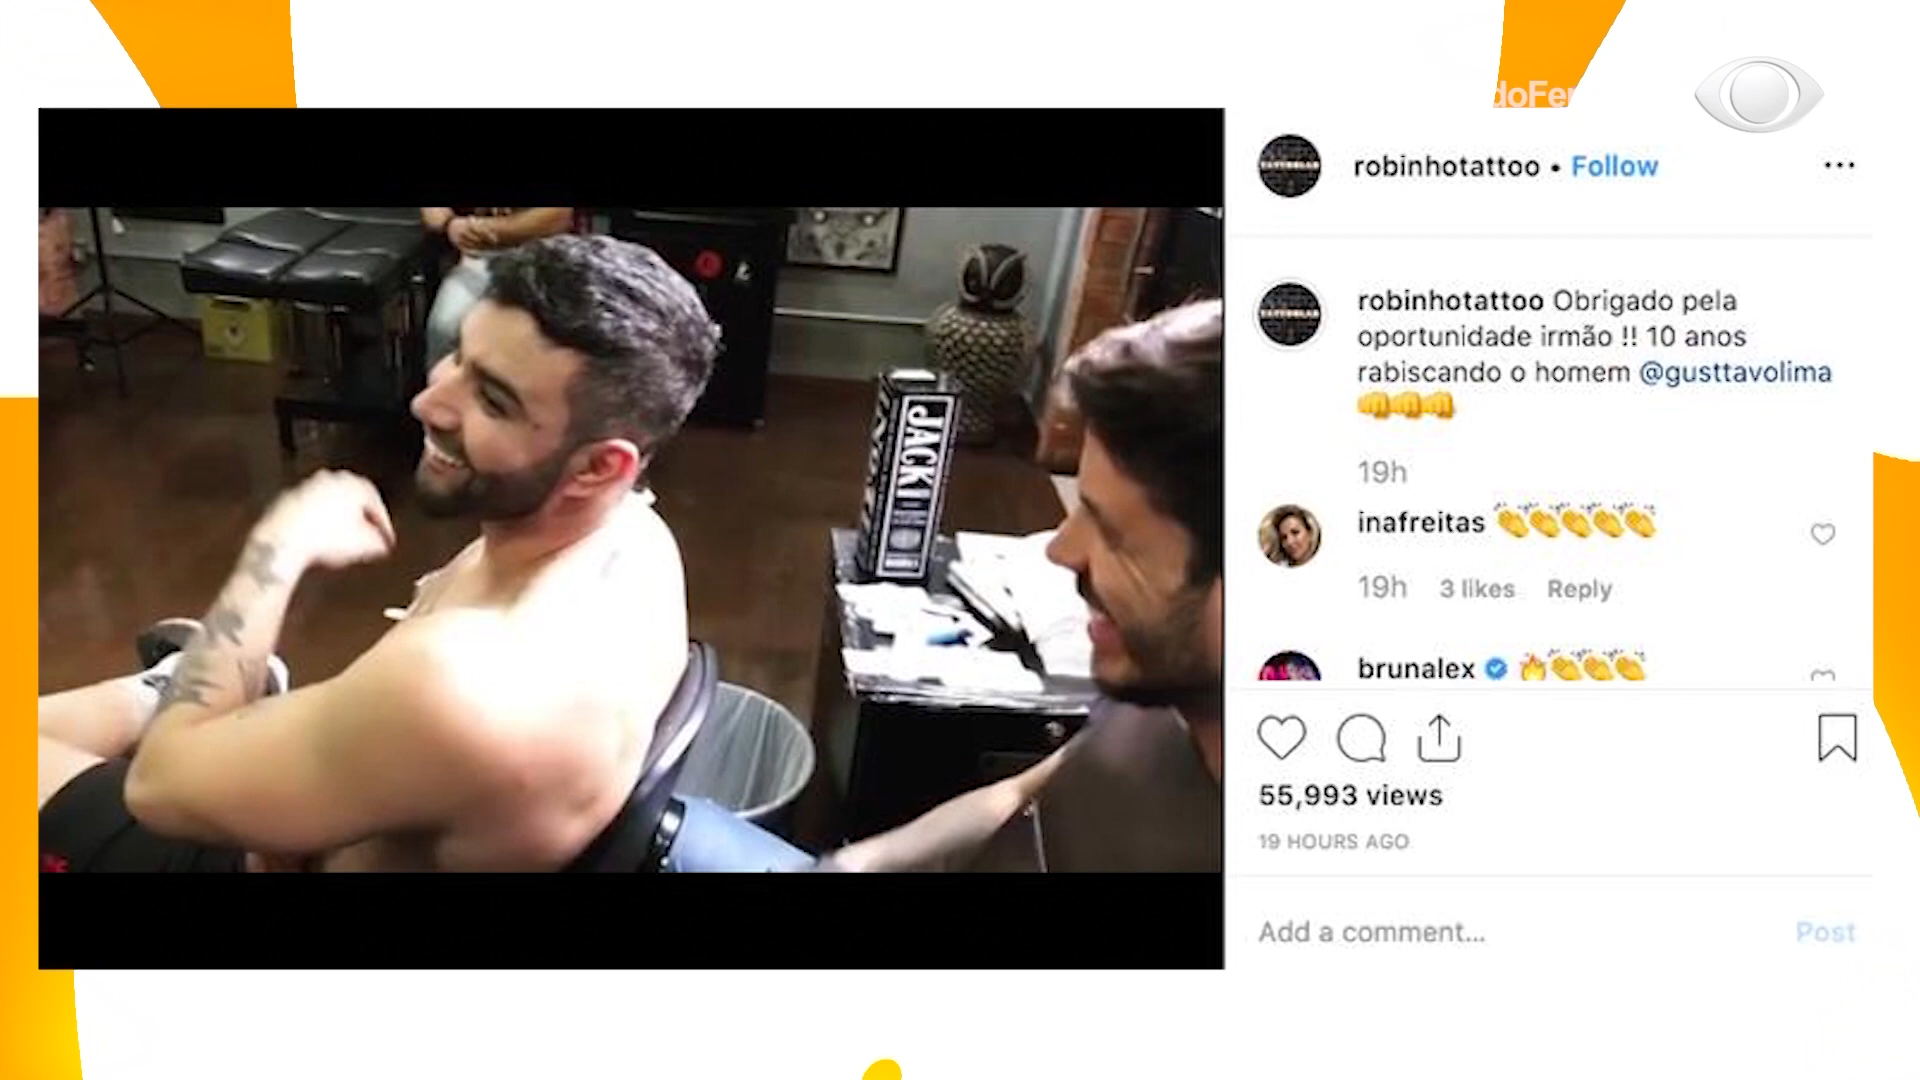 doFer
robinhotattoo • Follow
robinhotattoo Obrigado pela
oportunidade irmão !! 10 anos
rabiscando o homem @gusttavolima
👊👊👊
19h
inafreitas 👏👏👏👏👏
19h 3 likes Reply
brunalex 🔥👏👏👏
55,993 views
19 HOURS AGO
Add a comment... Post
JACK